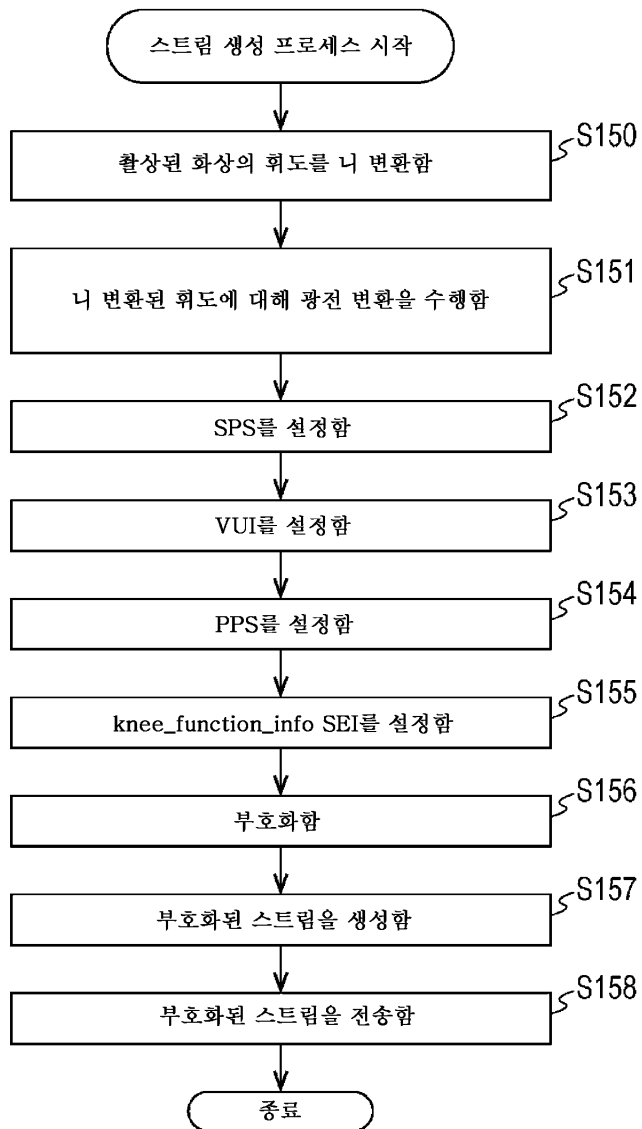 스트림 생성 프로세스 시작
S150
촬상된 화상의 휘도를 니 변환함
S151
니 변환된 휘도에 대해 광전 변환을 수행함
S152
SPS를 설정함
S153
VUI를 설정함
S154
PPS를 설정함
S155
knee_function_info SEI를 설정함
S156
부호화함
S157
부호화된 스트림을 생성함
S158
부호화된 스트림을 전송함
종료